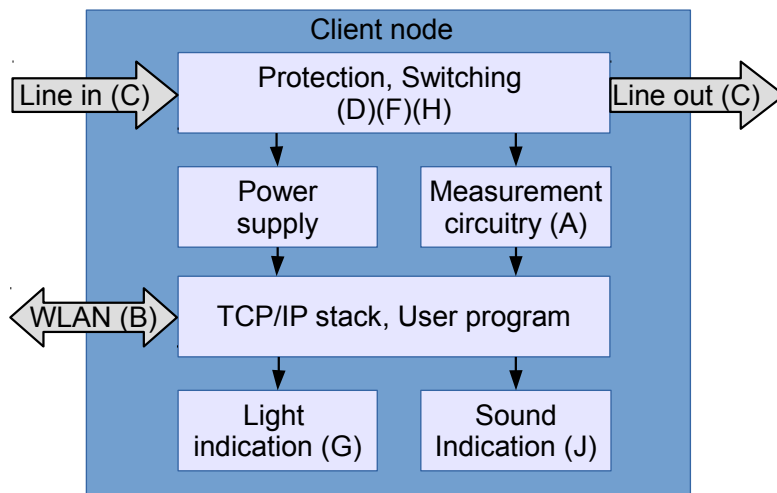 Client node
Protection, Switching
(D)(F)(H)
Line in (C)
Line out (C)
Power
supply
Measurement
circuitry (A)
WLAN (B)
TCP/IP stack, User program
Light
indication (G)
Sound
Indication (J)